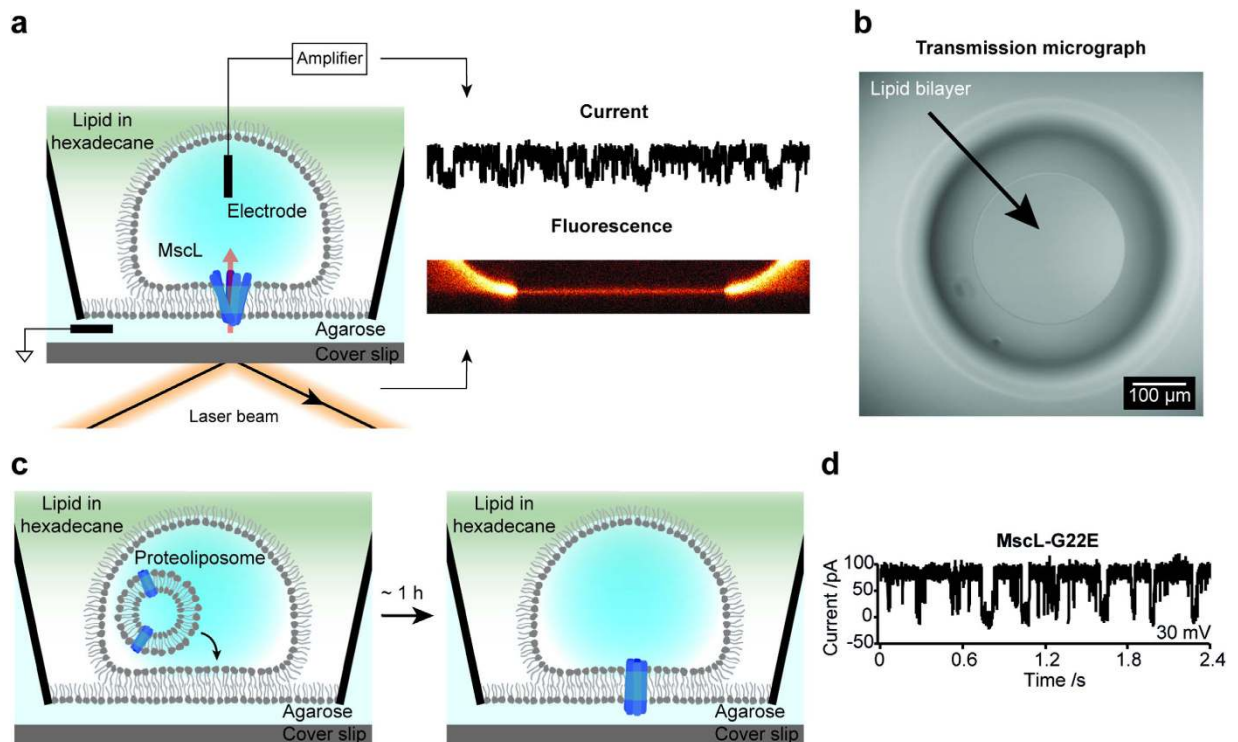 a
Amplifier
Lipid in
hexadecane
Electrode
MscL
Agarose
Cover slip
Laser beam
Current
Fluorescence
b
Transmission micrograph
Lipid bilayer
100 µm
c
Lipid in
hexadecane
Proteoliposome
Agarose
Cover slip
~ 1 h
Lipid in
hexadecane
Agarose
Cover slip
d
MscL-G22E
Current /pA
100
50
0
-50
30 mV
0 0.6 1.2 1.8 2.4
Time /s